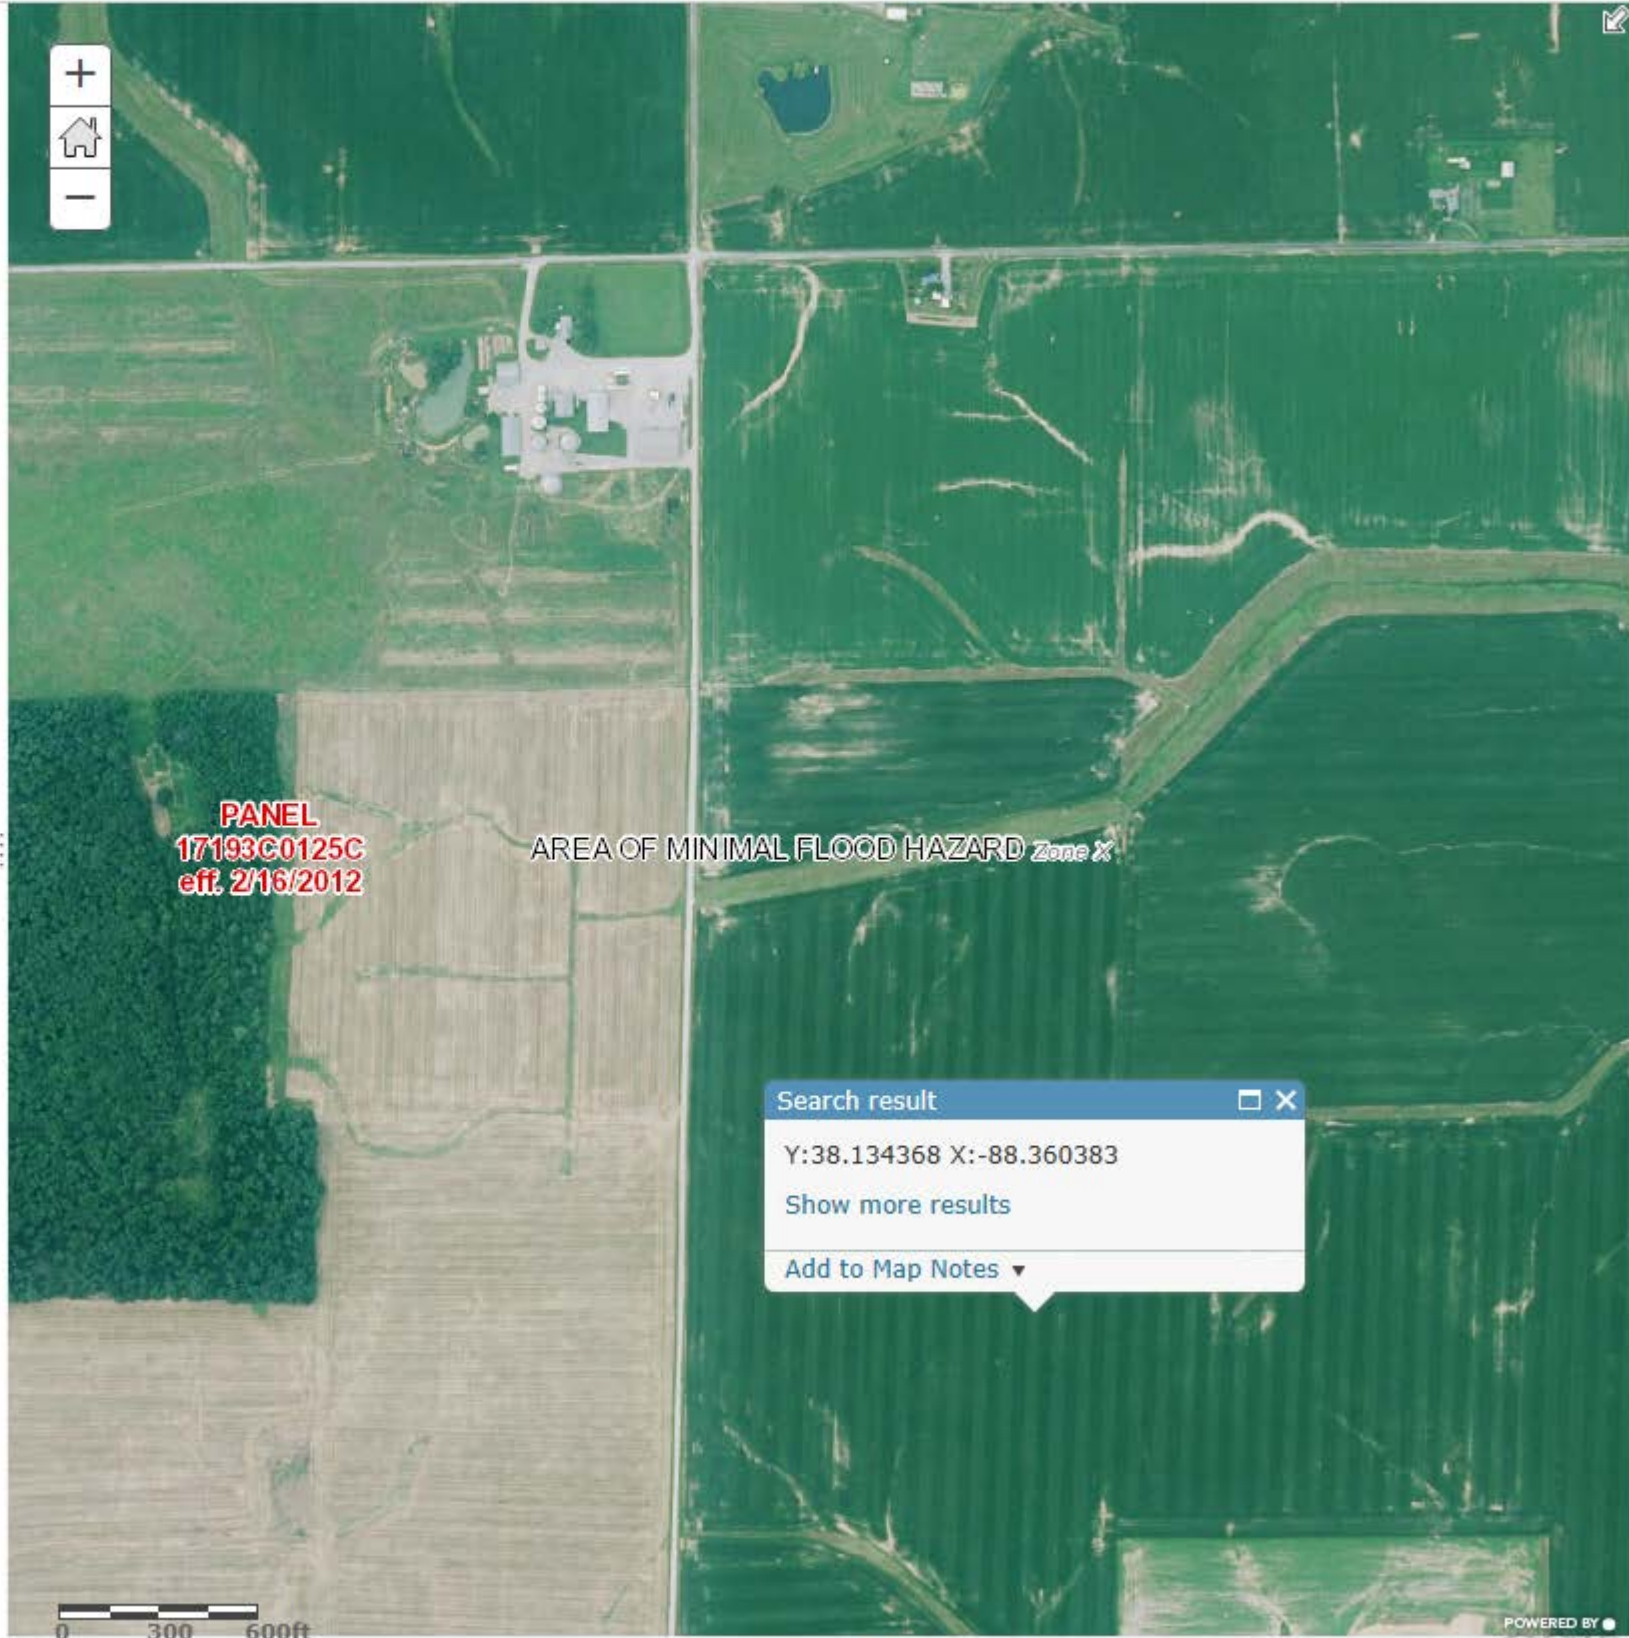 +
−
PANEL
17193C0125C
eff. 2/16/2012
AREA OF MINIMAL FLOOD HAZARD Zone X
Search result
Y:38.134368 X:-88.360383
Show more results
Add to Map Notes ▼
0 300 600ft
POWERED BY